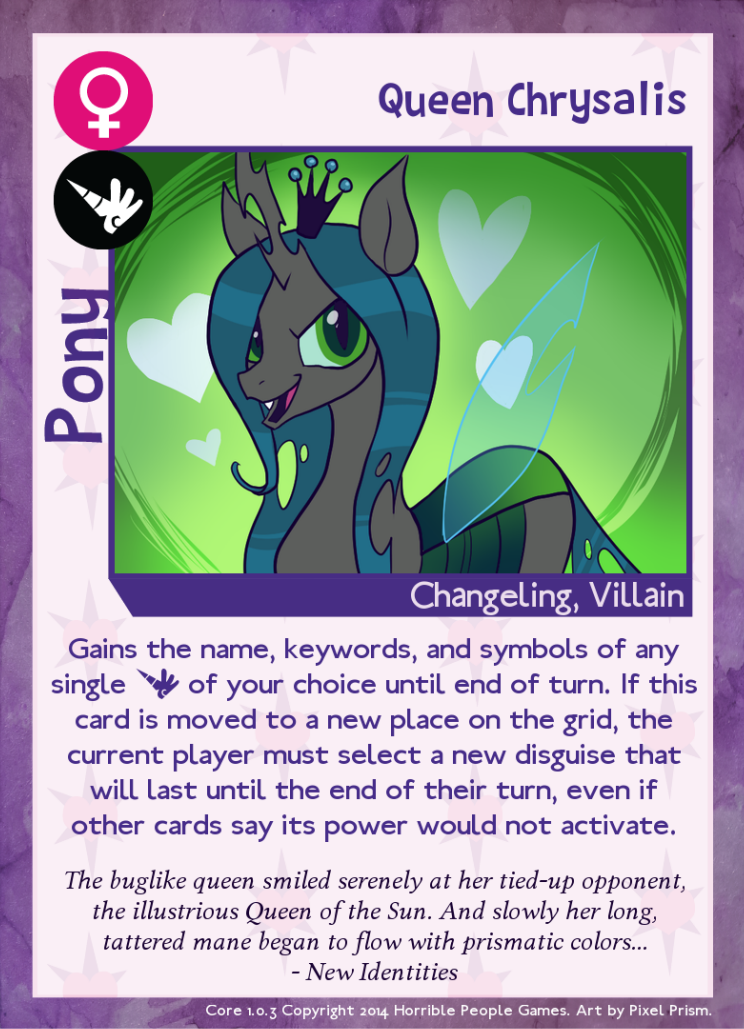 Queen Chrysalis
Pony
Changeling, Villain
Gains the name, keywords, and symbols of any
single of your choice until end of turn. If this
card is moved to a new place on the grid, the
current player must select a new disguise that
will last until the end of their turn, even if
other cards say its power would not activate.
The buglike queen smiled serenely at her tied-up opponent,
the illustrious Queen of the Sun. And slowly her long,
tattered mane began to flow with prismatic colors...
- New Identities
Core 1.0.3 Copyright 2014 Horrible People Games. Art by Pixel Prism.